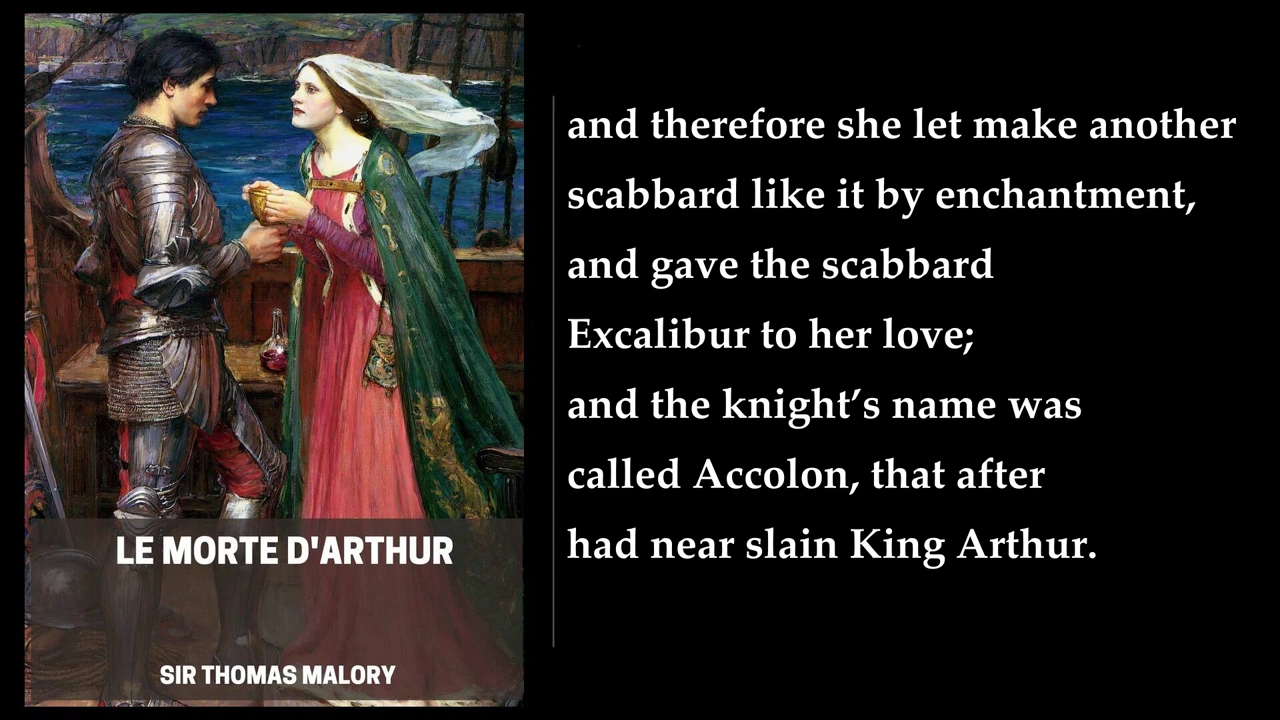 LE MORTE D'ARTHUR
SIR THOMAS MALORY
and therefore she let make another
scabbard like it by enchantment,
and gave the scabbard
Excalibur to her love;
and the knight’s name was
called Accolon, that after
had near slain King Arthur.